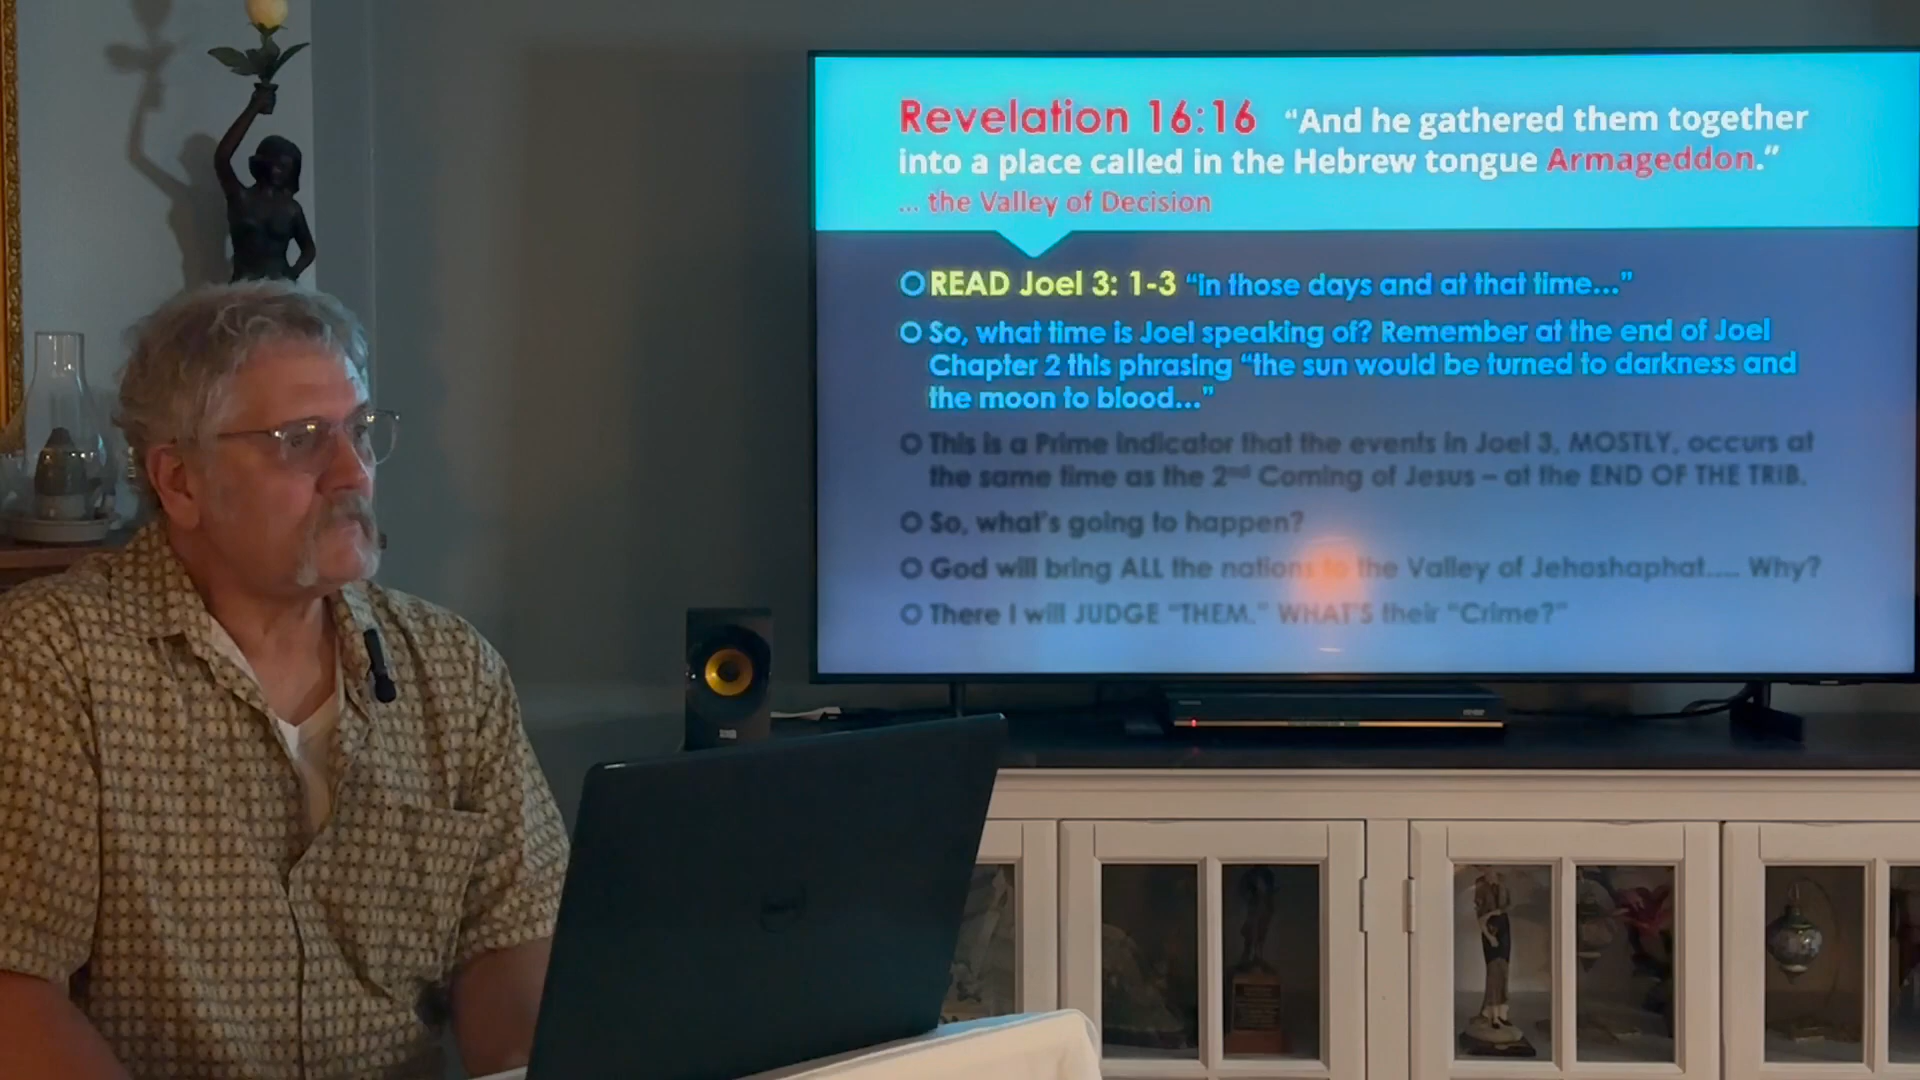 Revelation 16:16 “And he gathered them together
into a place called in the Hebrew tongue Armageddon.”
... the Valley of Decision
READ Joel 3: 1-3 “In those days and at that time...”
So, what time is Joel speaking of? Remember at the end of Joel
Chapter 2 this phrasing “the sun would be turned to darkness and
the moon to blood...”
This is a Prime indicator that the events in Joel 3, MOSTLY, occurs at
the same time as the 2nd Coming of Jesus – at the END OF THE TRIB.
So, what's going to happen?
God will bring ALL the nations to the Valley of Jehoshaphat.... Why?
There I will JUDGE “THEM.” WHAT'S their “Crime?”